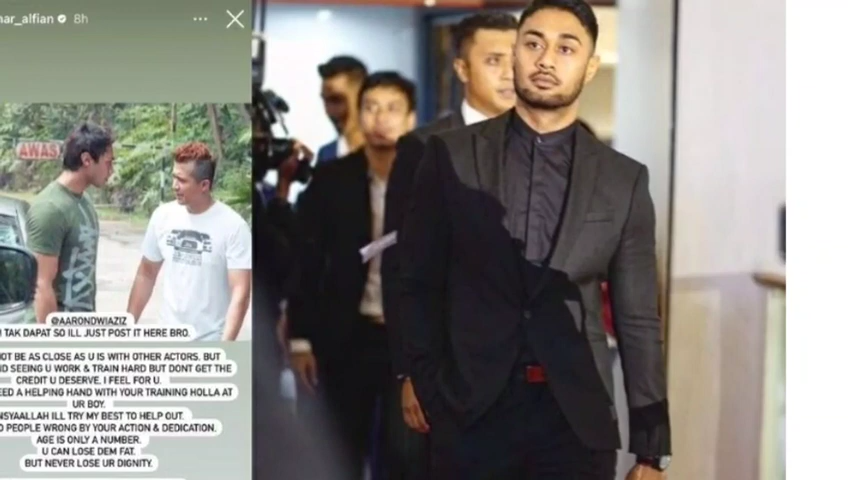 ar_alfian 8h
AWAS
@AARONDWIAZIZ
TAK DAPAT SO ILL JUST POST IT HERE BRO.
OT BE AS CLOSE AS U IS WITH OTHER ACTORS. BUT
D SEEING U WORK & TRAIN HARD BUT DONT GET THE
CREDIT U DESERVE. I FEEL FOR U.
EED A HELPING HAND WITH YOUR TRAINING HOLLA AT
UR BOY.
NSYAALLAH ILL TRY MY BEST TO HELP OUT.
PEOPLE WRONG BY YOUR ACTION & DEDICATION.
AGE IS ONLY A NUMBER.
U CAN LOSE DEM FAT.
BUT NEVER LOSE UR DIGNITY.